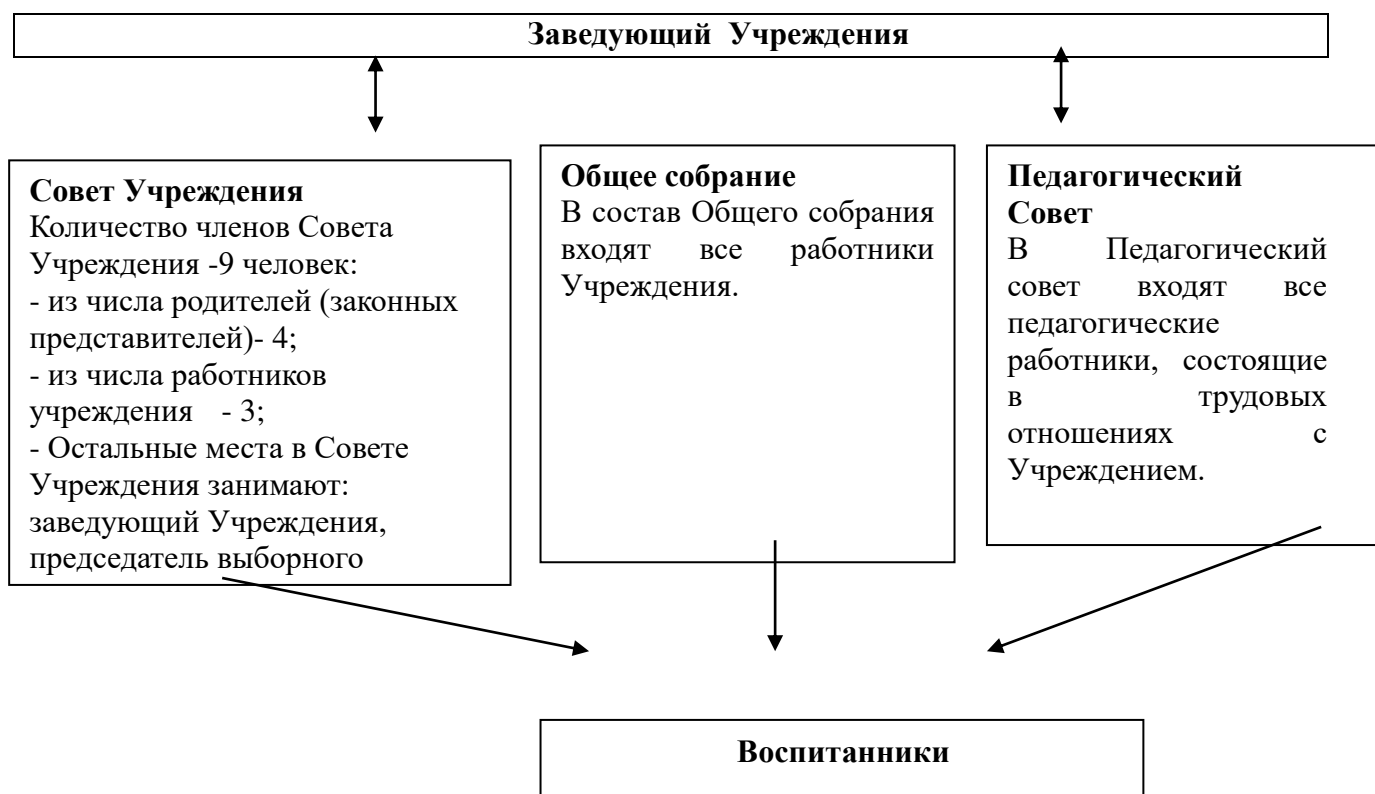 Заведующий Учреждения
Совет Учреждения
Количество членов Совета
Учреждения -9 человек:
- из числа родителей (законных
представителей)- 4;
- из числа работников
учреждения - 3;
- Остальные места в Совете
Учреждения занимают:
заведующий Учреждения,
председатель выборного
Общее собрание
В состав Общего собрания
входят все работники
Учреждения.
Педагогический
Совет
В Педагогический
совет входят все
педагогические
работники, состоящие
в трудовых
отношениях с
Учреждением.
Воспитанники